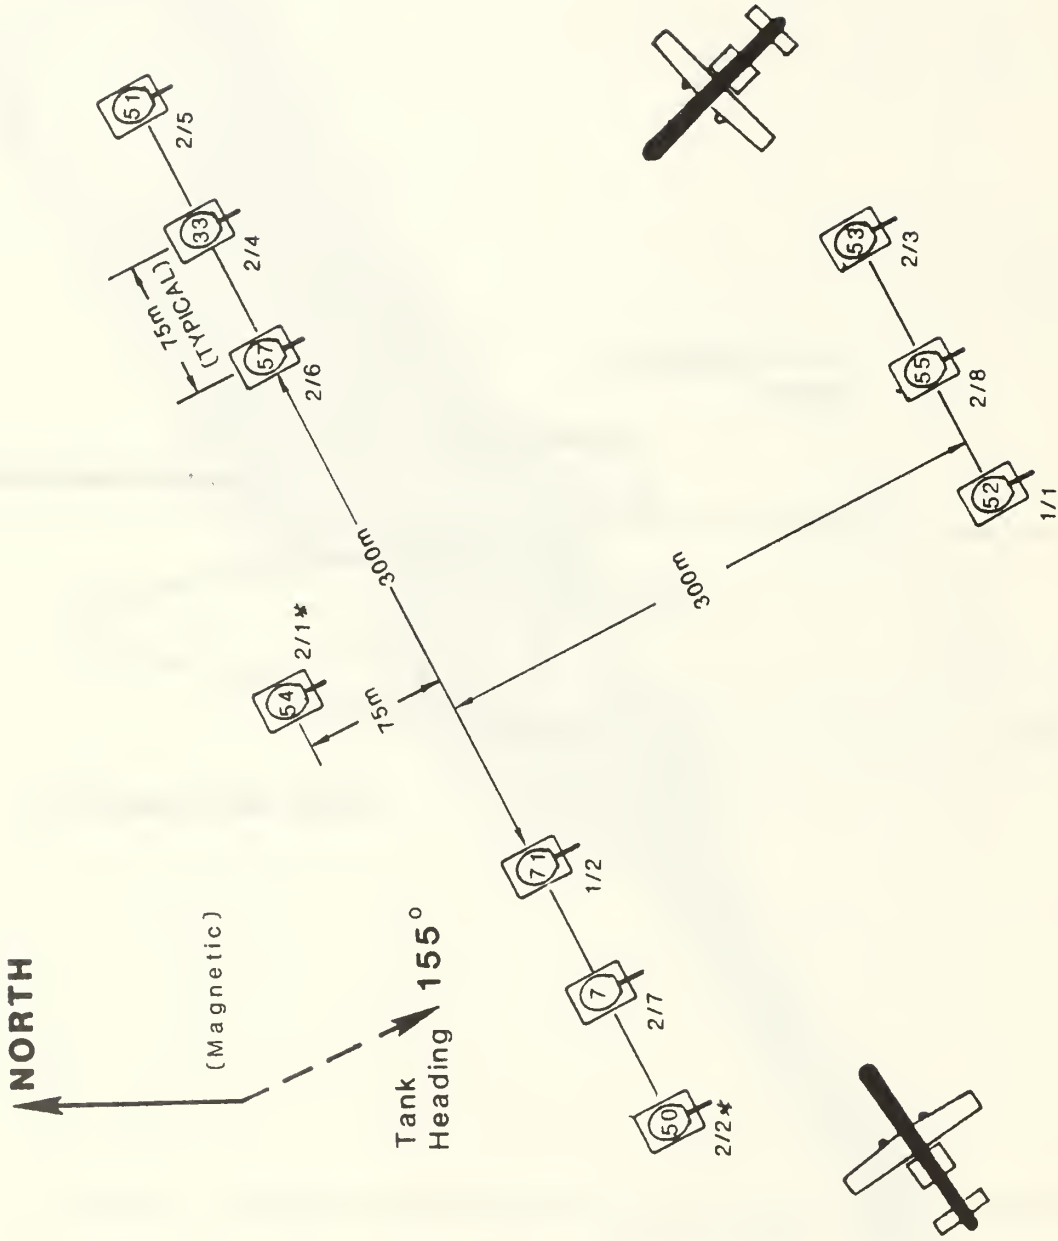 NORTH
(Magnetic)
Tank
Heading 155°
51
2/5
33
2/4
75m
(TYPICAL)
57
2/6
300m
54
2/1*
75m
71
1/2
7
2/7
50
2/2*
300m
53
2/3
55
2/8
52
1/1